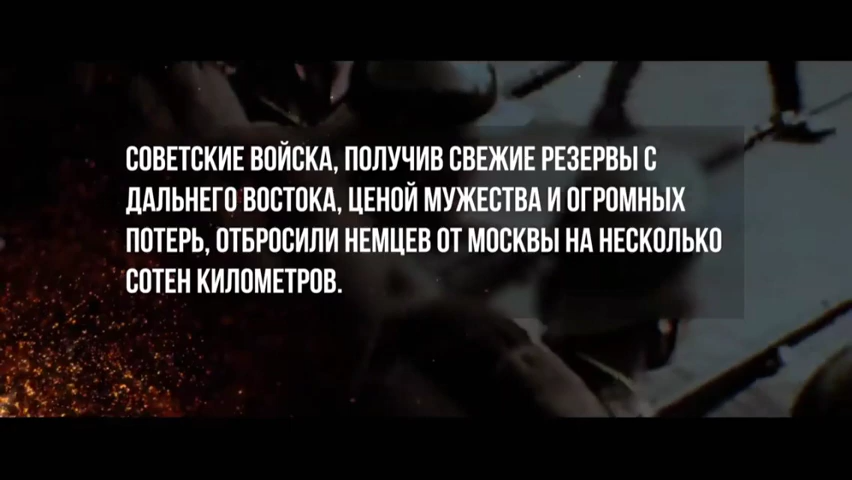 СОВЕТСКИЕ ВОЙСКА, ПОЛУЧИВ СВЕЖИЕ РЕЗЕРВЫ С
ДАЛЬНЕГО ВОСТОКА, ЦЕНОЙ МУЖЕСТВА И ОГРОМНЫХ
ПОТЕРЬ, ОТБРОСИЛИ НЕМЦЕВ ОТ МОСКВЫ НА НЕСКОЛЬКО
СОТЕН КИЛОМЕТРОВ.